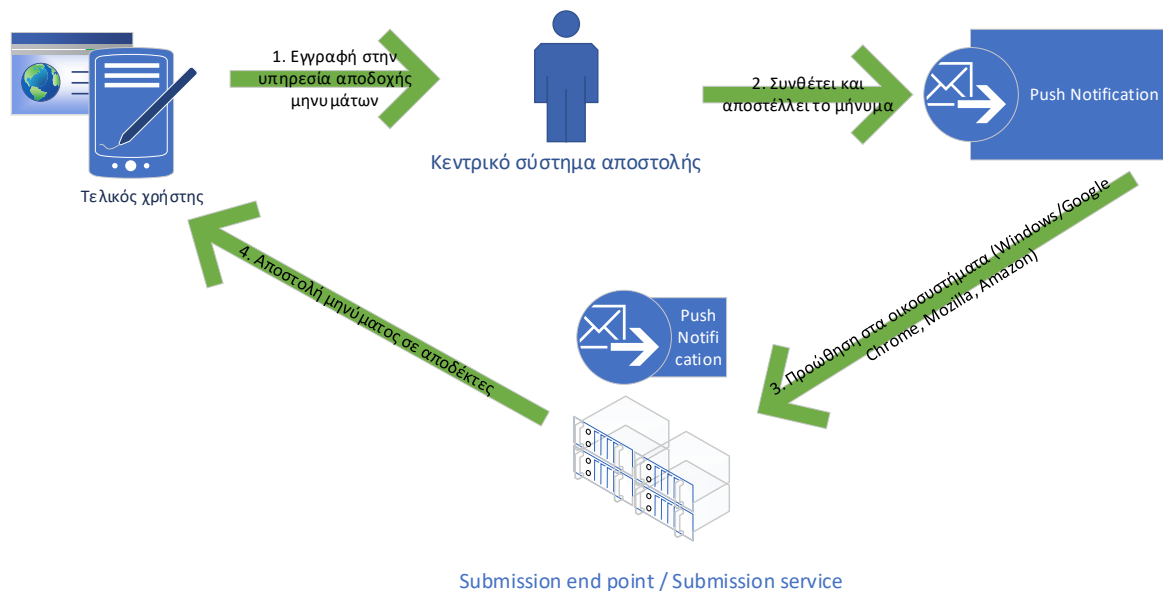 1. Εγγραφή στην
υπηρεσία αποδοχής
μηνυμάτων
2. Συνθέτει και
αποστέλλει το μήνυμα
Push Notification
Κεντρικό σύστημα αποστολής
Τελικός χρήστης
3. Προώθηση στα οικοσυστήματα (Windows/Google
Chrome, Mozilla, Amazon)
4. Αποστολή μηνύματος σε αποδέκτες
Push
Notifi
cation
Submission end point / Submission service